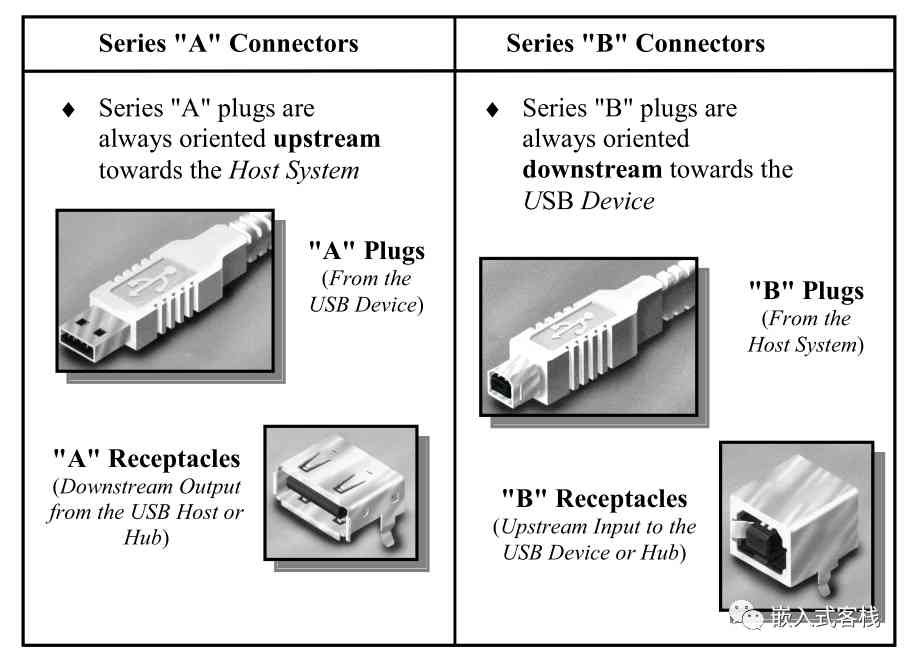 Series "A" Connectors
Series "B" Connectors
♦ Series "A" plugs are
always oriented upstream
towards the Host System
"A" Plugs
(From the
USB Device)
"A" Receptacles
(Downstream Output
from the USB Host or
Hub)
♦ Series "B" plugs are
always oriented
downstream towards the
USB Device
"B" Plugs
(From the
Host System)
"B" Receptacles
(Upstream Input to the
USB Device or Hub)
嵌入式客栈